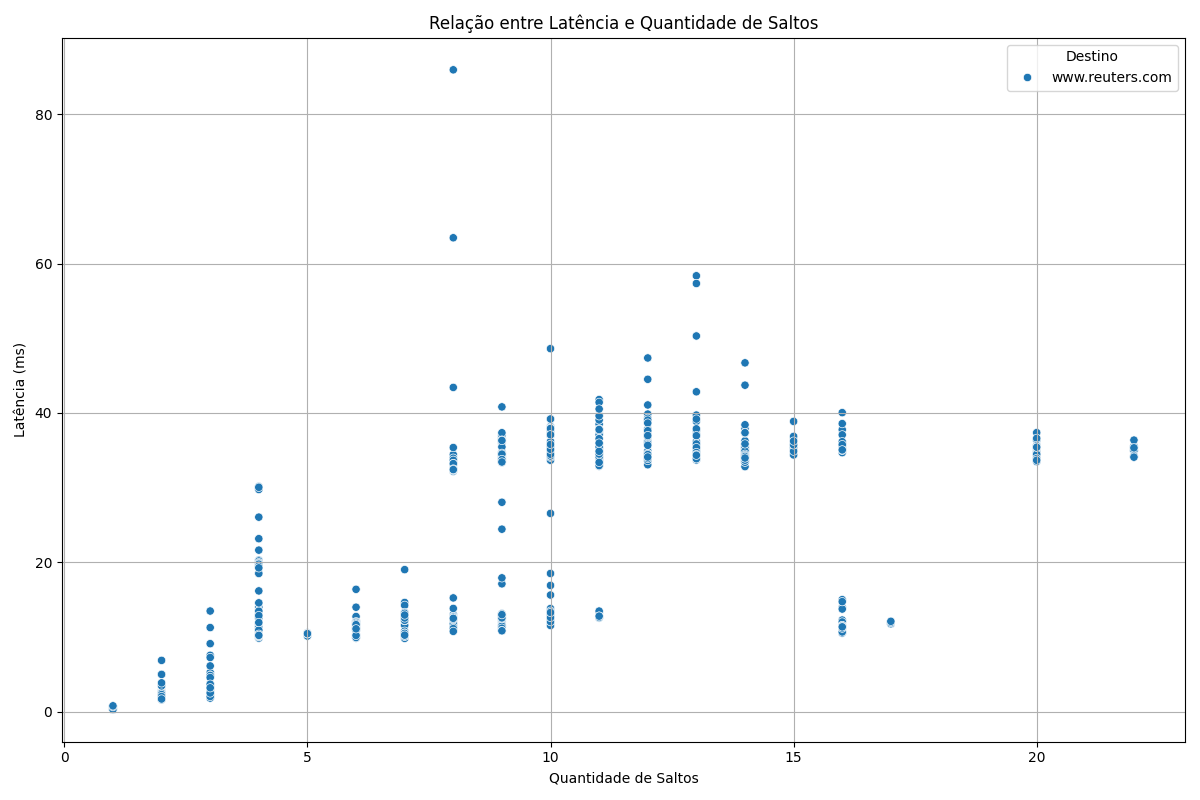 Relação entre Latência e Quantidade de Saltos
Destino
www.reuters.com
80
60
40
20
0
Latência (ms)
0 5 10 15 20
Quantidade de Saltos